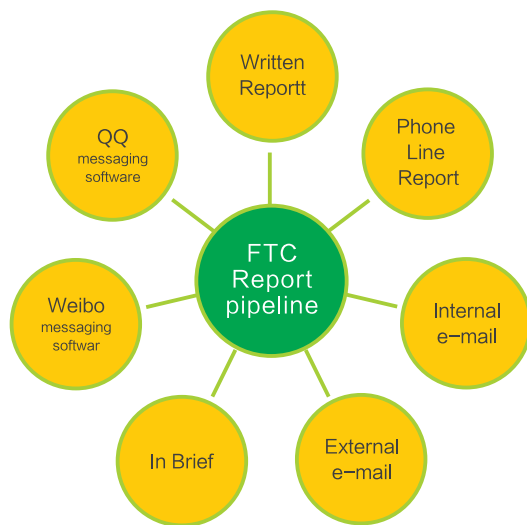 Written
Reportt
Phone
Line
Report
Internal
e-mail
External
e-mail
In Brief
Weibo
messaging
softwar
QQ
messaging
software
FTC
Report
pipeline